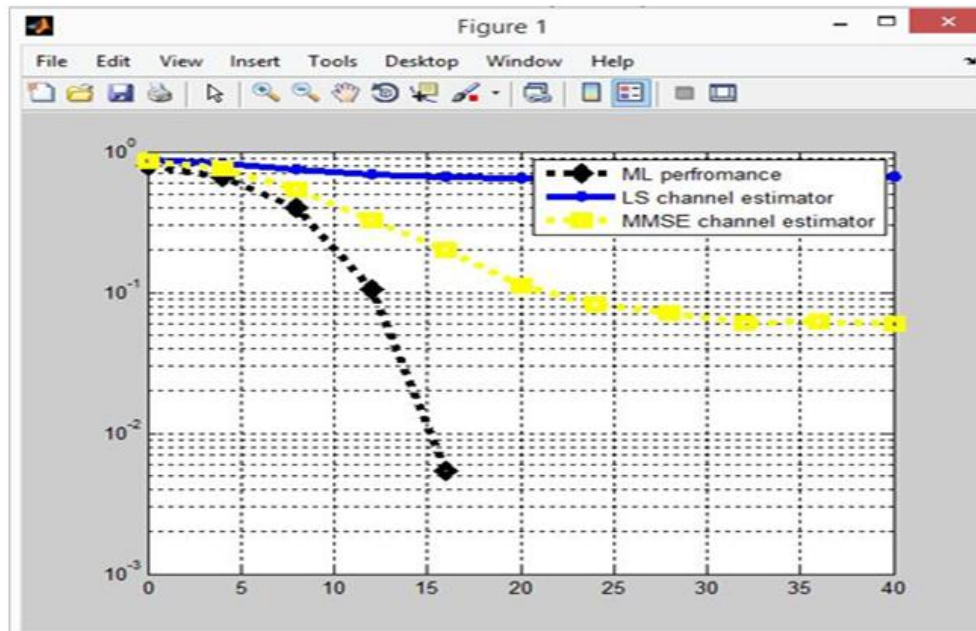 Figure 1
File Edit View Insert Tools Desktop Window Help
10^0
ML perfromance
LS channel estimator
MMSE channel estimator
10^-1
10^-2
10^-3
0 5 10 15 20 25 30 35 40